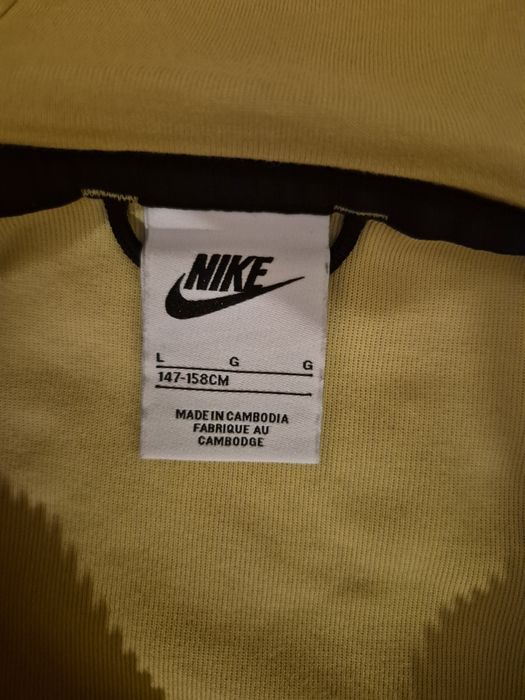 NIKE
L G G
147-158CM
MADE IN CAMBODIA
FABRIQUE AU
CAMBODGE